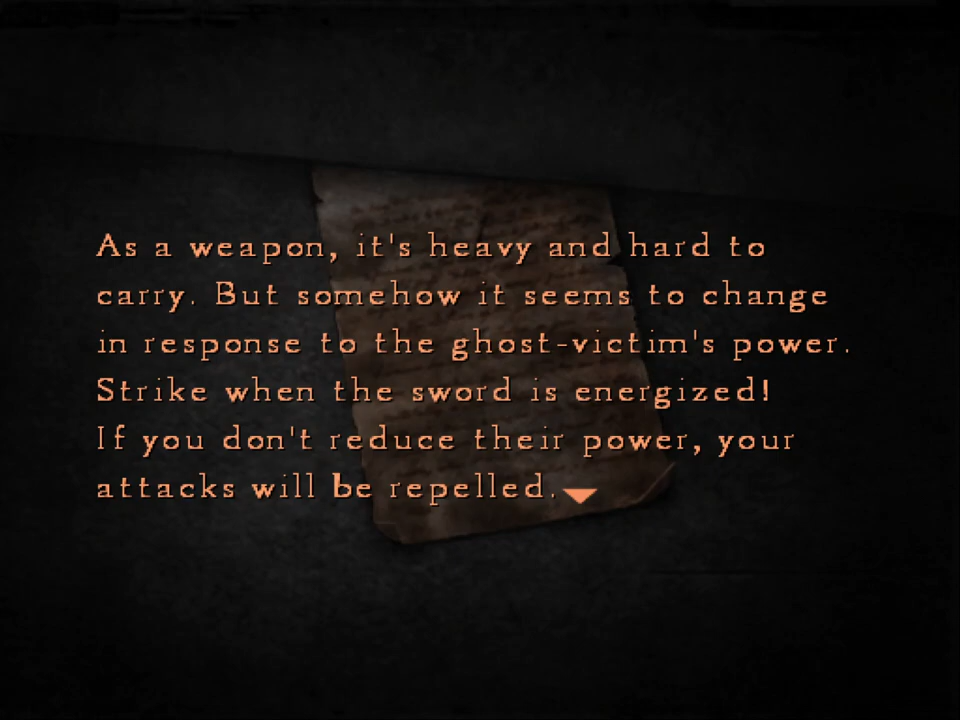 As a weapon, it's heavy and hard to
carry. But somehow it seems to change
in response to the ghost-victim's power.
Strike when the sword is energized!
If you don't reduce their power, your
attacks will be repelled.